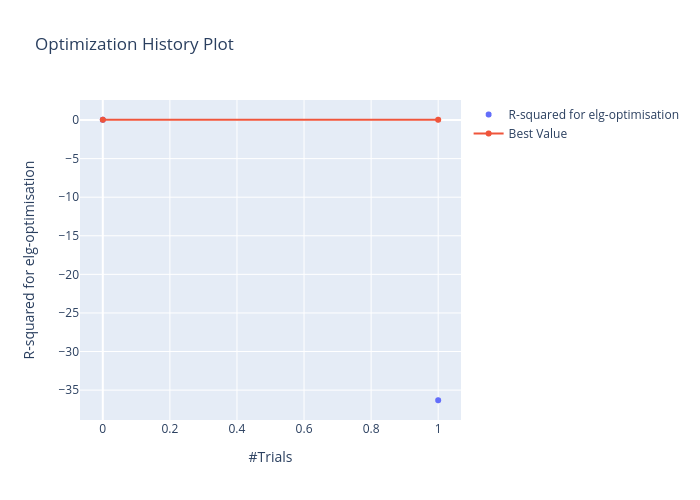 Optimization History Plot
R-squared for elg-optimisation
Best Value
R-squared for elg-optimisation
0
−5
−10
−15
−20
−25
−30
−35
0
0.2
0.4
0.6
0.8
1
#Trials